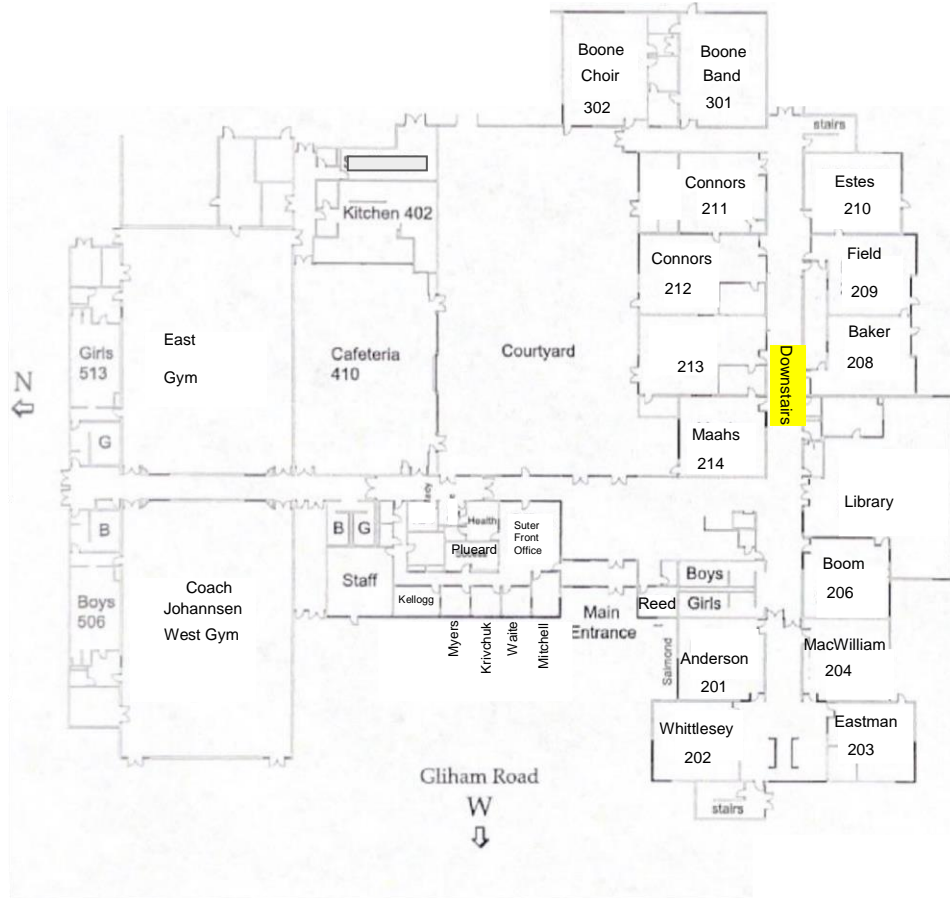 Boone
Choir
302
Boone
Band
301
stairs
Connors
211
Estes
210
Kitchen 402
Connors
212
Field
209
East
Gym
Girls
513
Cafeteria
410
Courtyard
213
Baker
208
Downstairs
N
G
Maahs
214
Library
B
B
G
Health
Suter
Front
Office
Plueard
Boom
206
Staff
Boys
Coach
Johannsen
West Gym
Boys
506
Kellogg
Reed
Girls
Main
Entrance
Myers
Krivchuk
Waite
Mitchell
Salmond
Anderson
201
MacWilliam
204
Whittlesey
202
Eastman
203
Gliham Road
W
stairs